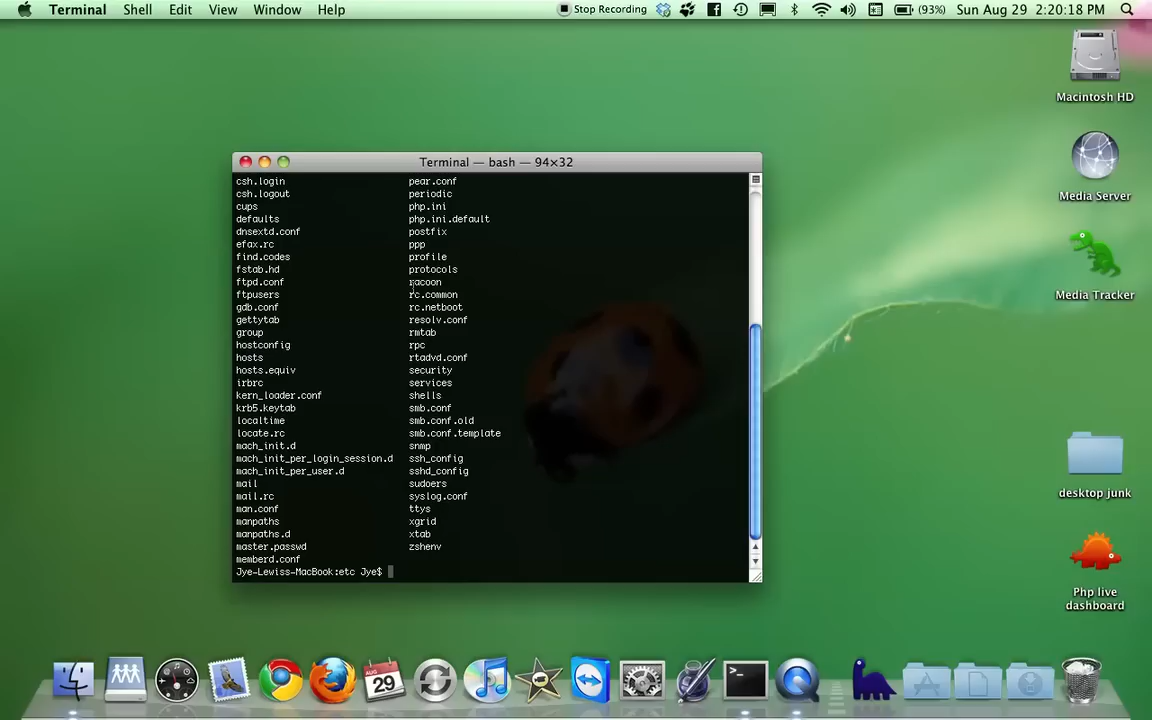 Terminal Shell Edit View Window Help Stop Recording (93%) Sun Aug 29 2:20:18 PM
Macintosh HD
Media Server
Media Tracker
desktop junk
Php live
dashboard
Terminal — bash — 94×32
csh.login pear.conf
csh.logout periodic
cups php.ini
defaults php.ini.default
dnsextd.conf postfix
efax.rc ppp
find.codes profile
fstab.hd protocols
ftpd.conf racoon
ftpusers rc.common
gdb.conf rc.netboot
gettytab resolv.conf
group rmtab
hostconfig rpc
hosts rtadvd.conf
hosts.equiv security
irbrc services
kern_loader.conf shells
krb5.keytab smb.conf
localtime smb.conf.old
locate.rc smb.conf.template
mach_init.d snmp
mach_init_per_login_session.d ssh_config
mach_init_per_user.d sshd_config
mail sudoers
mail.rc syslog.conf
man.conf ttys
manpaths xgrid
manpaths.d xtab
master.passwd zshenv
memberd.conf
Jye-Lewiss-MacBook:etc Jye$
AUG
29